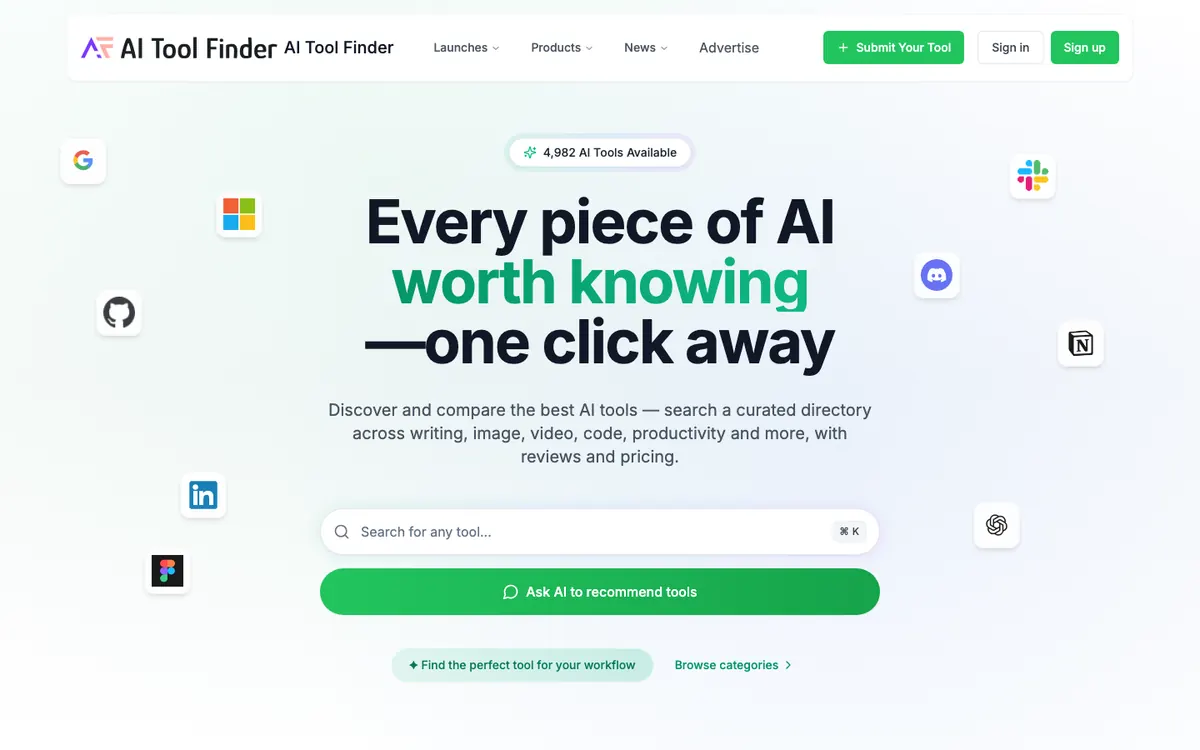 AI Tool Finder AI Tool Finder Launches Products News Advertise + Submit Your Tool Sign in Sign up
4,982 AI Tools Available
Every piece of AI
worth knowing
—one click away
Discover and compare the best AI tools — search a curated directory
across writing, image, video, code, productivity and more, with
reviews and pricing.
Search for any tool... ⌘ K
Ask AI to recommend tools
✦ Find the perfect tool for your workflow Browse categories